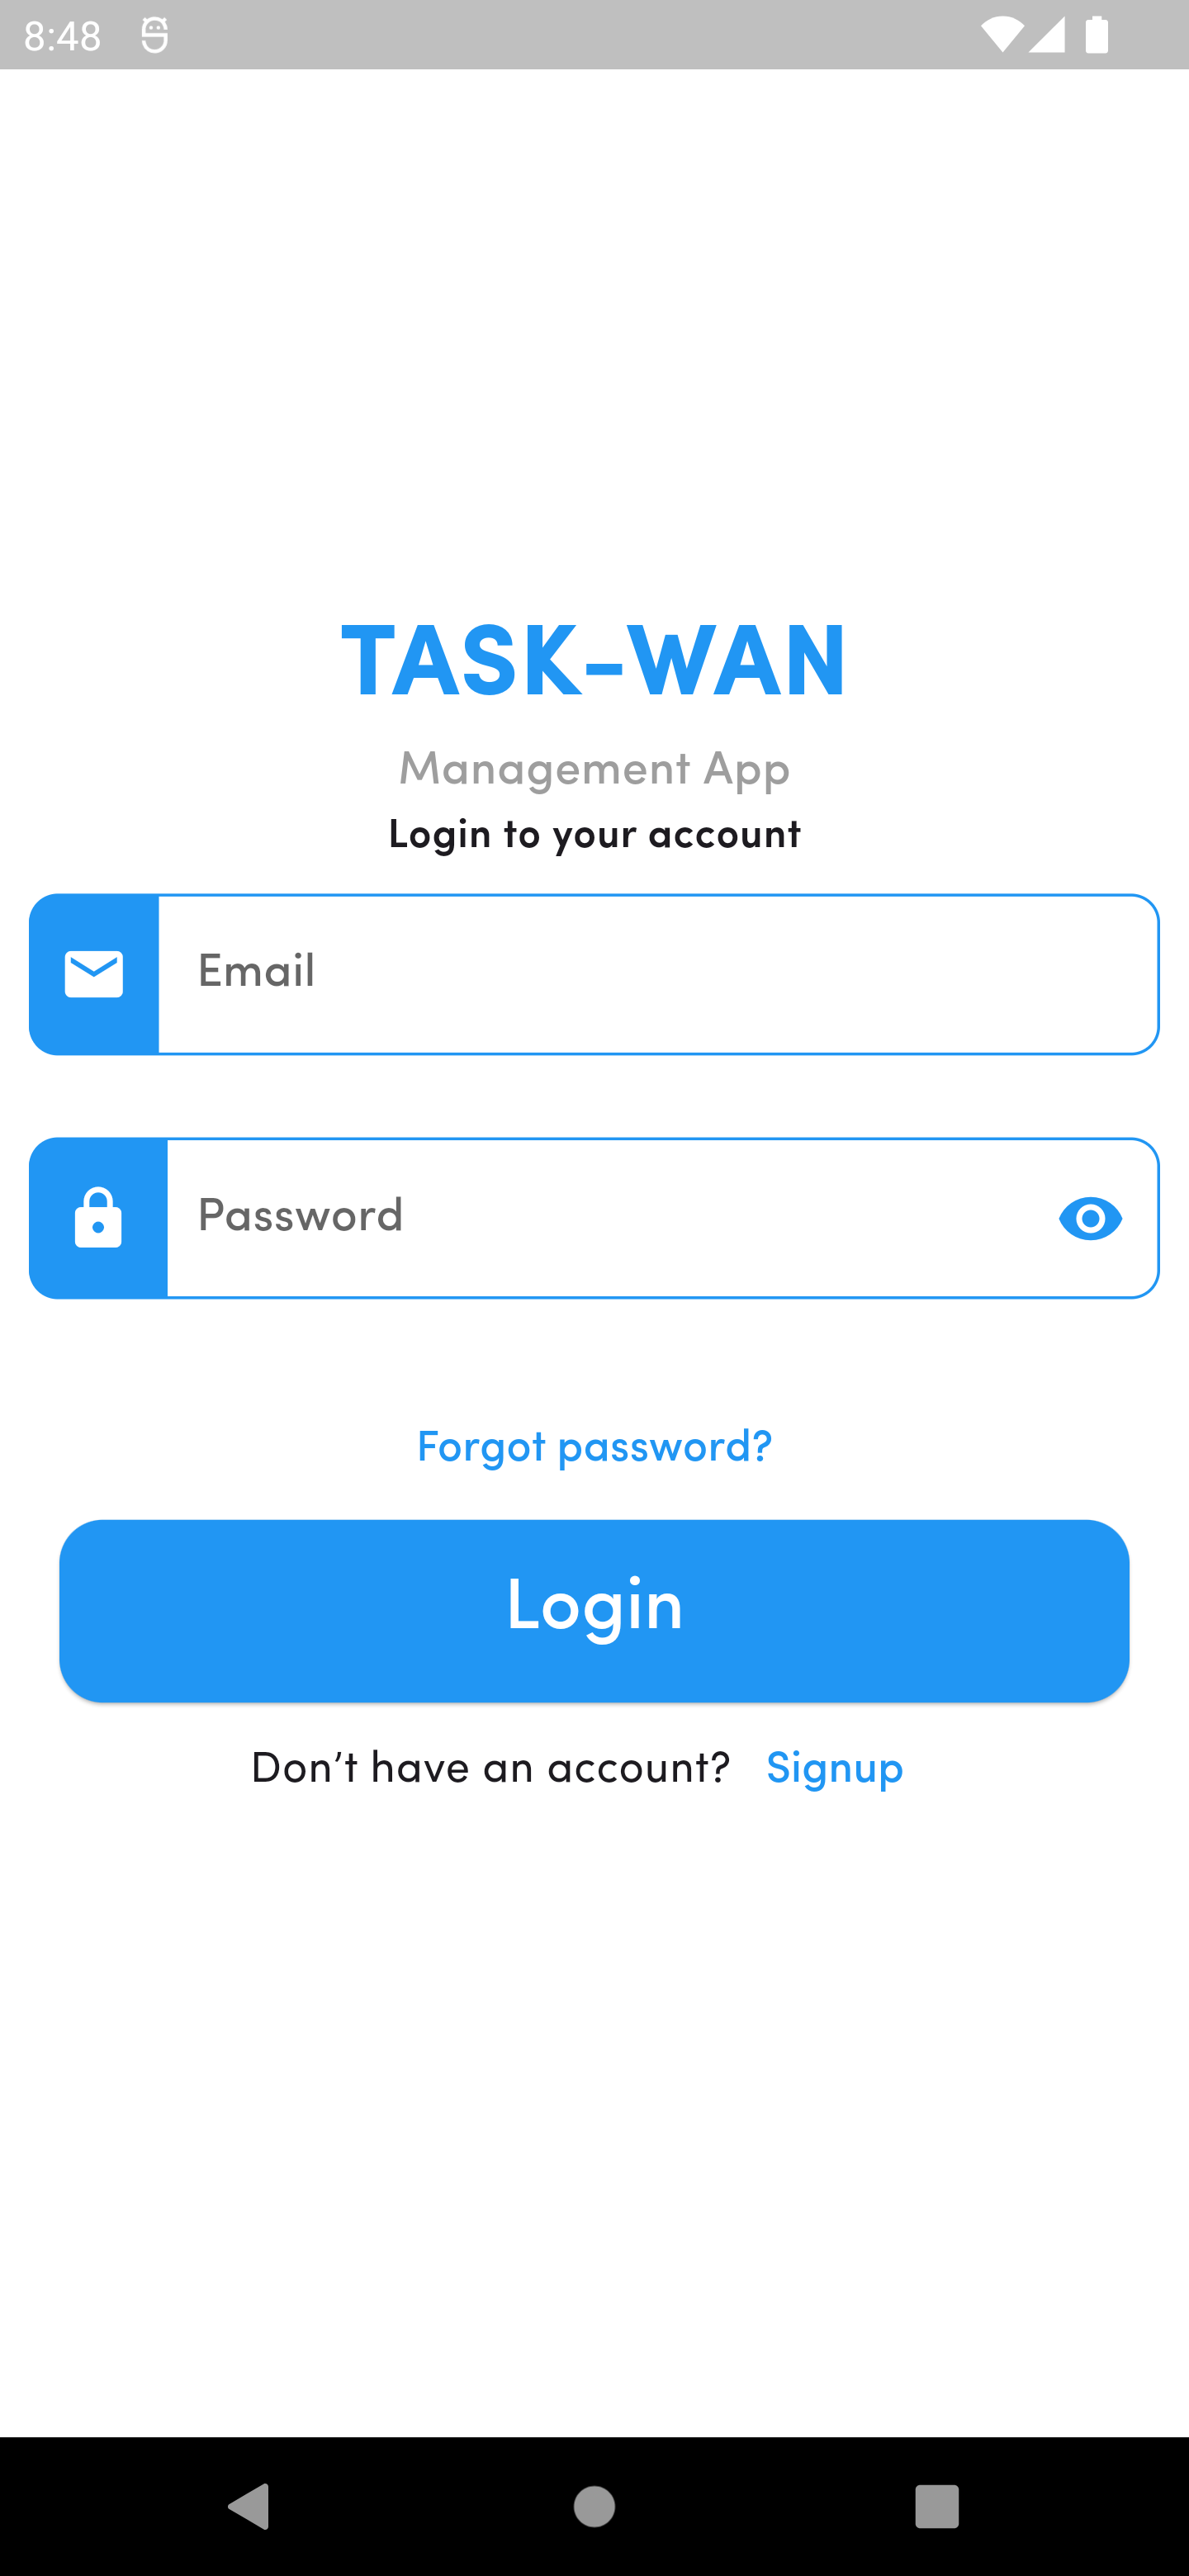 8:48
TASK-WAN
Management App
Login to your account
Email
Password
Forgot password?
Login
Don’t have an account? Signup